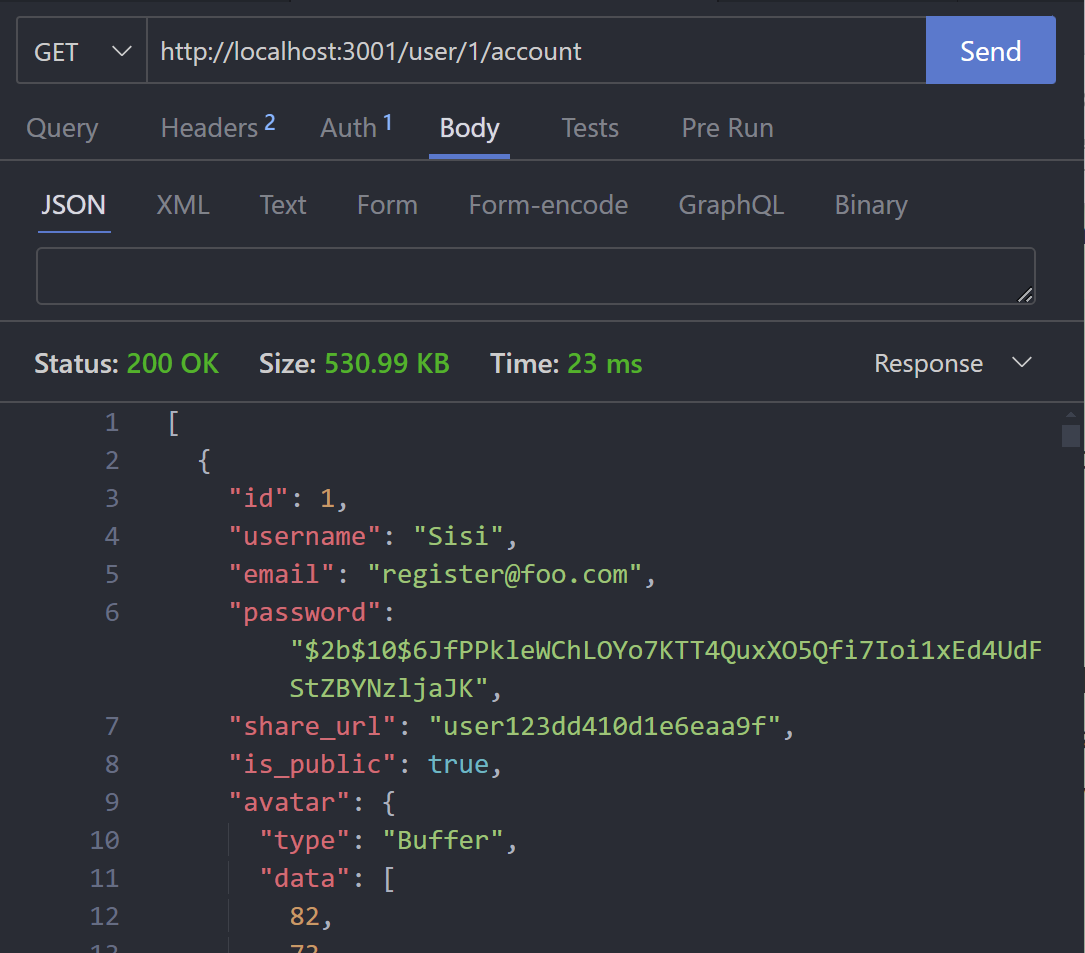 GET http://localhost:3001/user/1/account Send
Query Headers 2 Auth 1 Body Tests Pre Run
JSON XML Text Form Form-encode GraphQL Binary
Status: 200 OK Size: 530.99 KB Time: 23 ms Response
1 [
2 {
3 "id": 1,
4 "username": "Sisi",
5 "email": "register@foo.com",
6 "password":
"$2b$10$6JfPPkleWChLOYo7KTT4QuxXO5Qfi7Ioi1xEd4UdF
StZBYNzljaJK",
7 "share_url": "user123dd410d1e6eaa9f",
8 "is_public": true,
9 "avatar": {
10 "type": "Buffer",
11 "data": [
12 82,
13 73